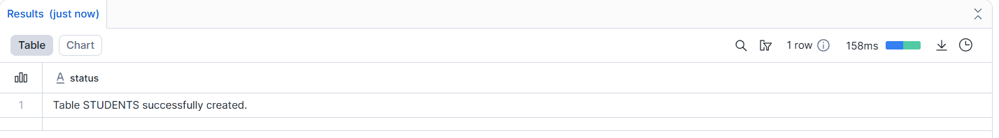 Results (just now)
Table Chart 1 row 158ms
A status
1 Table STUDENTS successfully created.